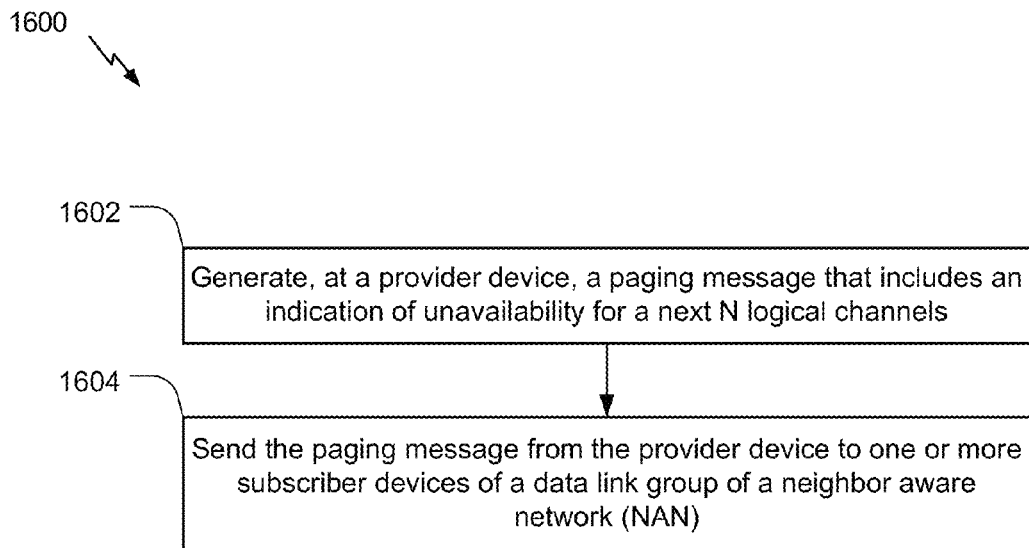 1600
1602
Generate, at a provider device, a paging message that includes an
indication of unavailability for a next N logical channels
1604
Send the paging message from the provider device to one or more
subscriber devices of a data link group of a neighbor aware
network (NAN)